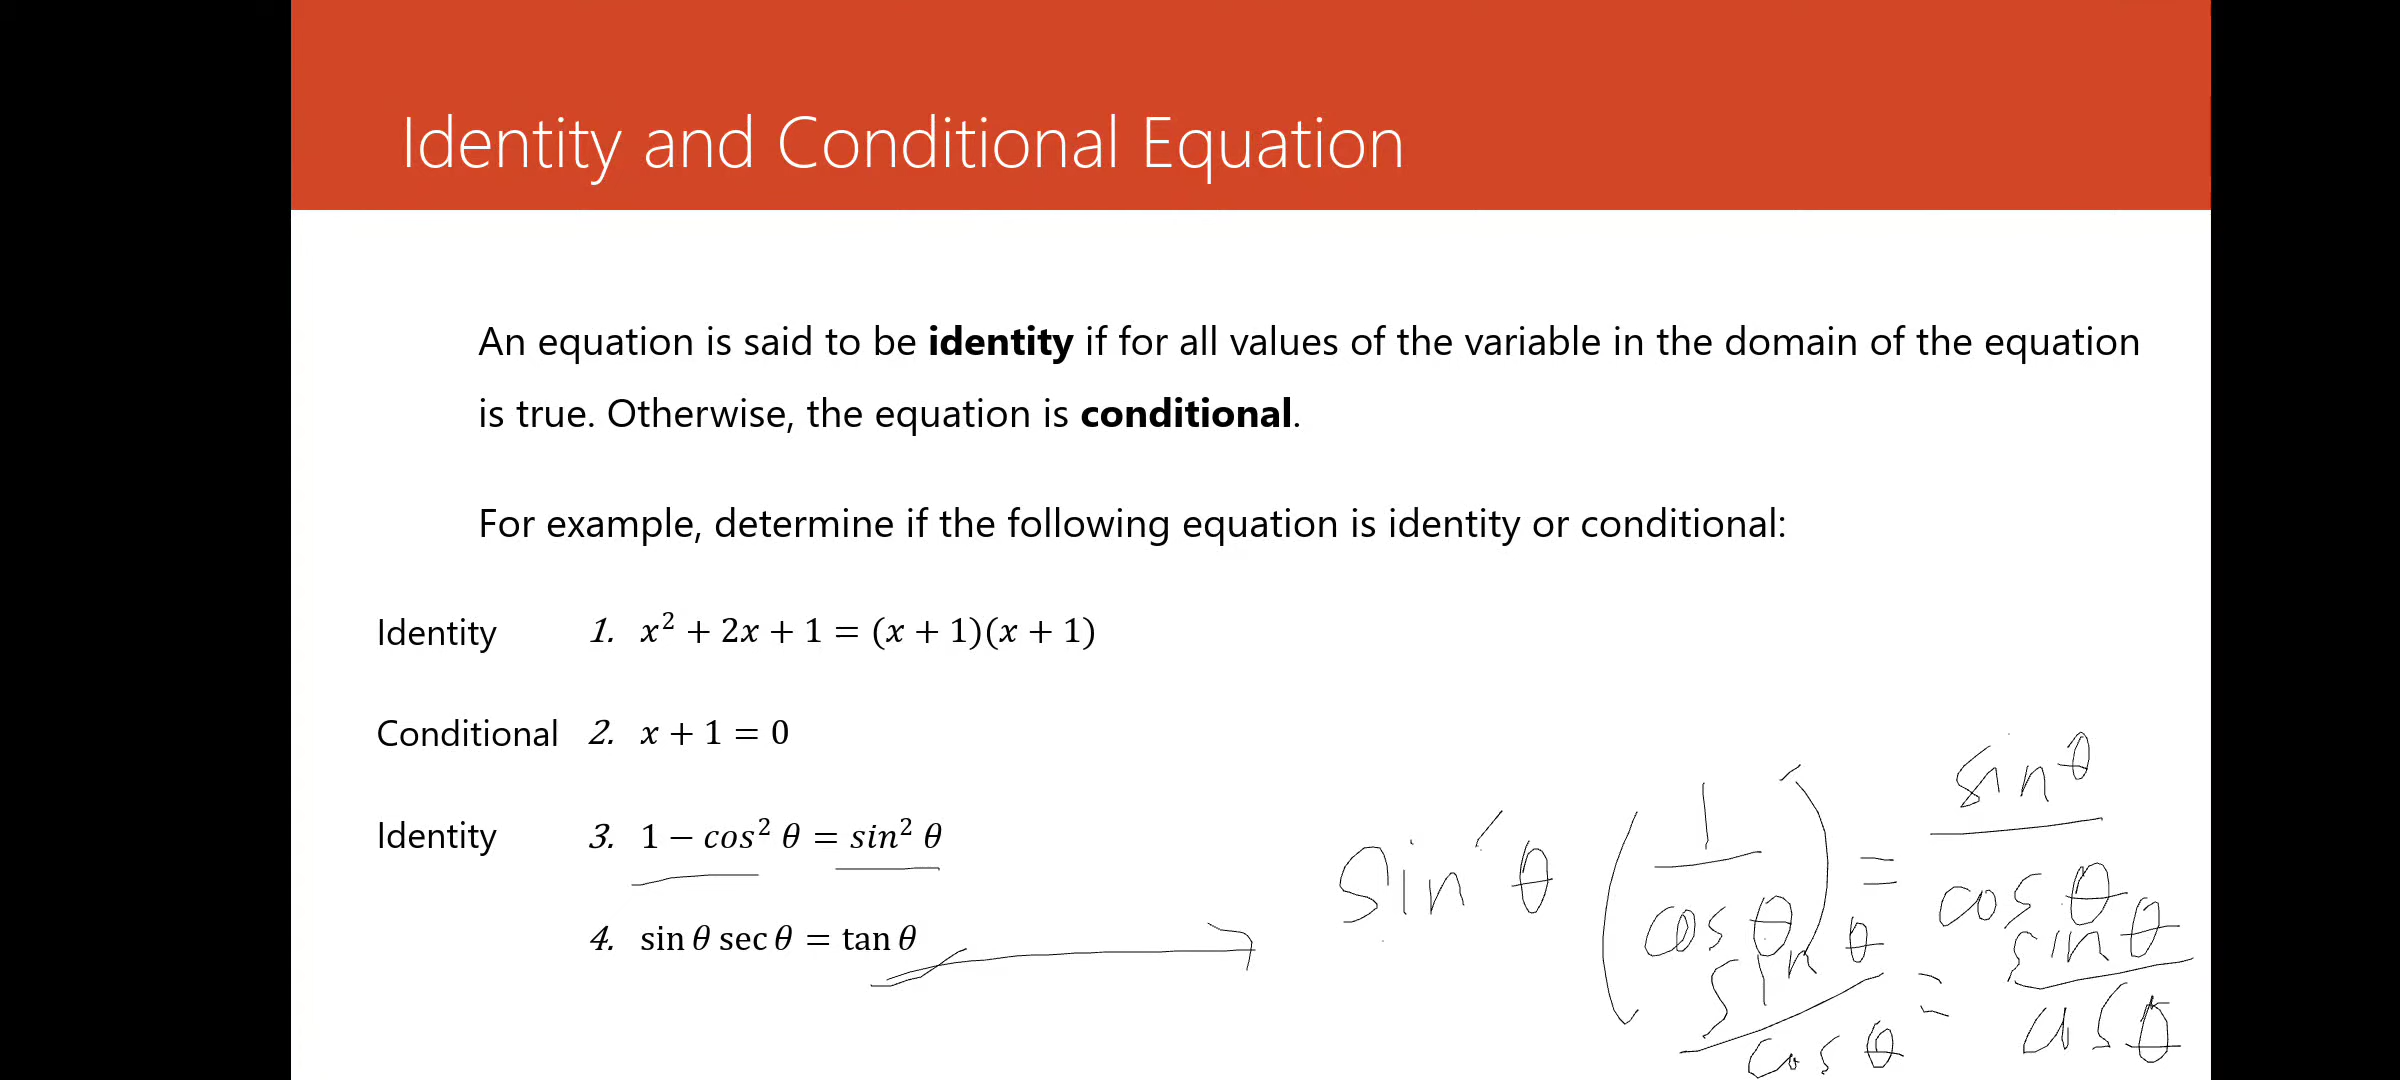 Identity and Conditional Equation
An equation is said to be identity if for all values of the variable in the domain of the equation
is true. Otherwise, the equation is conditional.
For example, determine if the following equation is identity or conditional:
Identity 1. x² + 2x + 1 = (x + 1)(x + 1)
Conditional 2. x + 1 = 0
Identity 3. 1 − cos² θ = sin² θ
4. sin θ sec θ = tan θ
sin θ (1/cos θ) = sin θ/cos θ
sin θ/cos θ = sin θ/cos θ